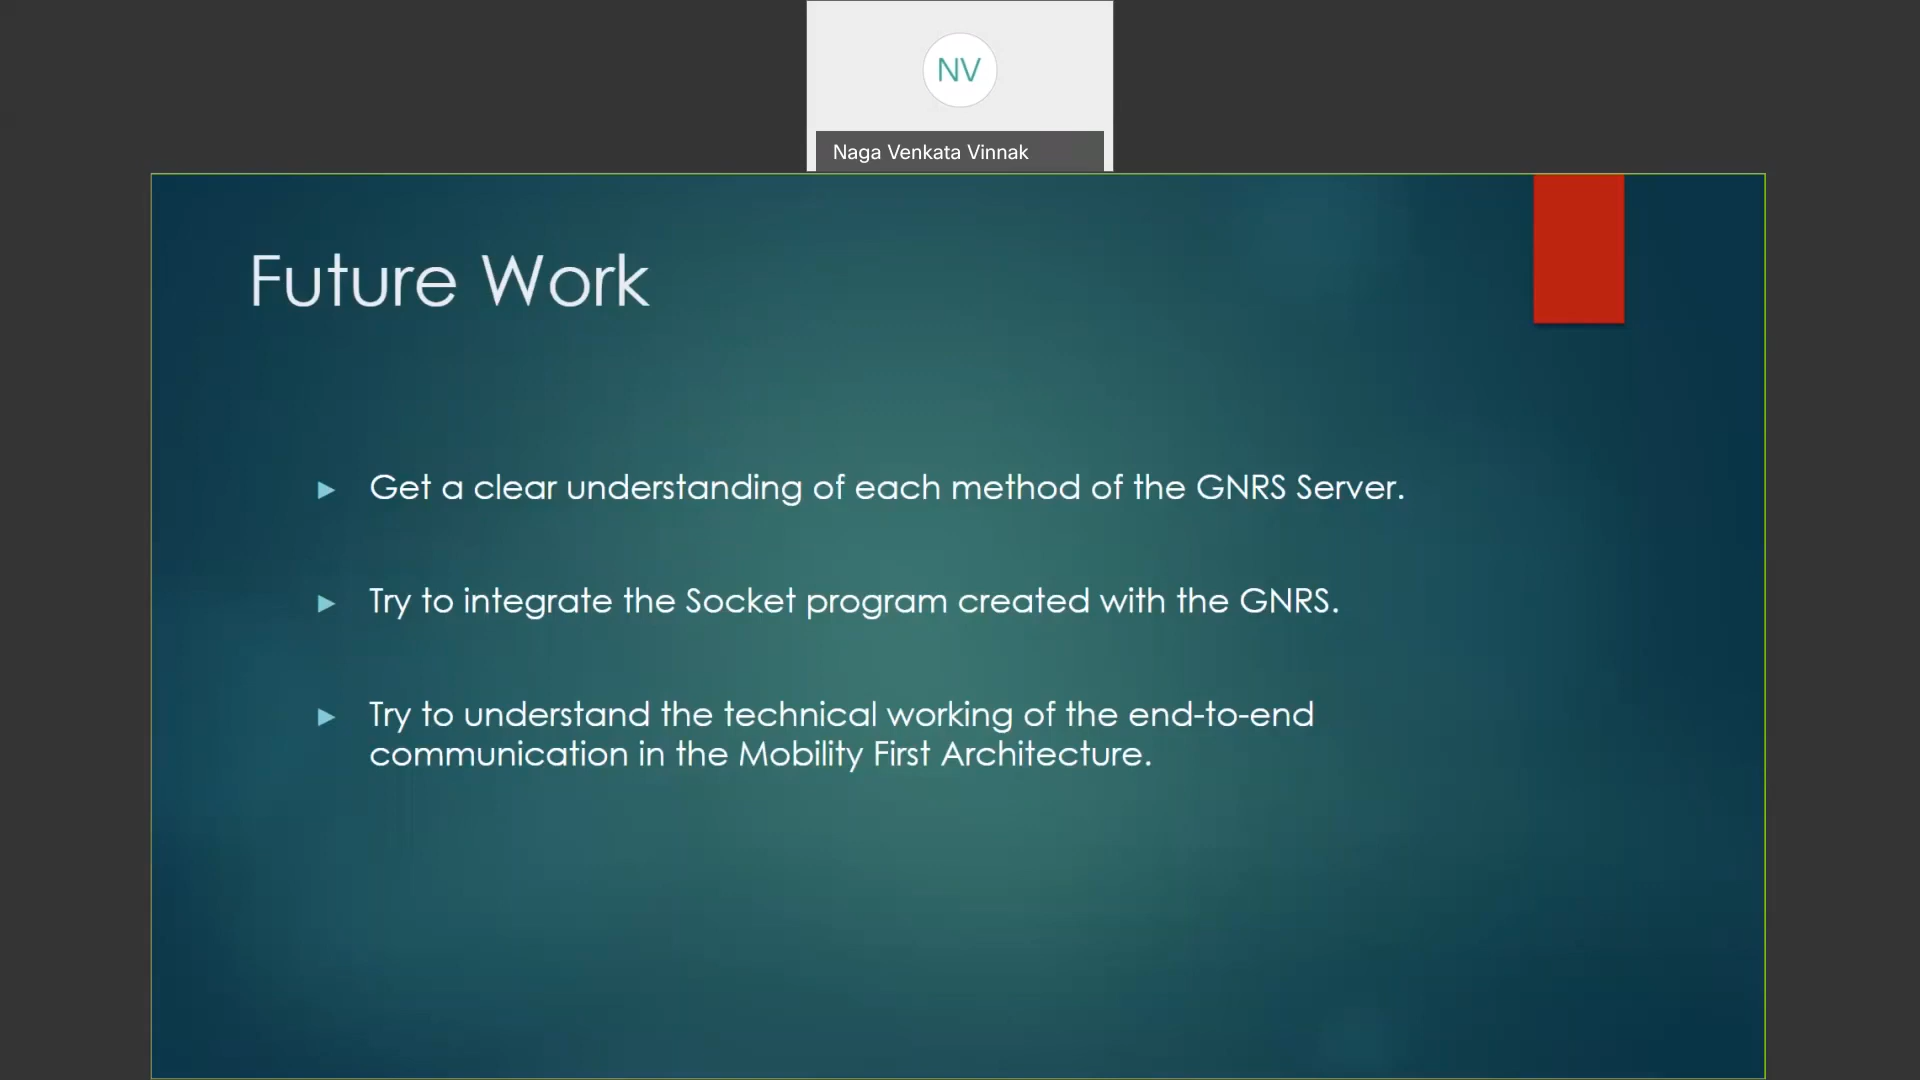 NV
Naga Venkata Vinnak
Future Work
Get a clear understanding of each method of the GNRS Server.
Try to integrate the Socket program created with the GNRS.
Try to understand the technical working of the end-to-end
communication in the Mobility First Architecture.